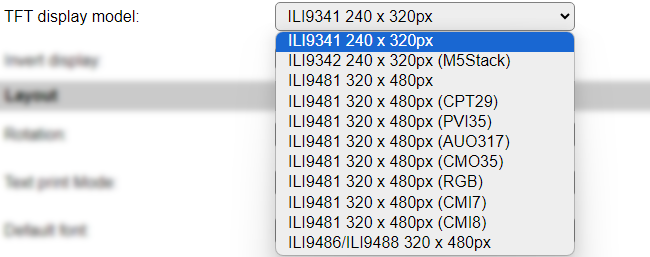 TFT display model:
ILI9341 240 x 320px
ILI9341 240 x 320px
ILI9342 240 x 320px (M5Stack)
Invert display
ILI9481 320 x 480px
Layout
ILI9481 320 x 480px (CPT29)
ILI9481 320 x 480px (PVI35)
Rotation
ILI9481 320 x 480px (AUO317)
ILI9481 320 x 480px (CMO35)
Text print Mode
ILI9481 320 x 480px (RGB)
ILI9481 320 x 480px (CMI7)
ILI9481 320 x 480px (CMI8)
Default font
ILI9486/ILI9488 320 x 480px